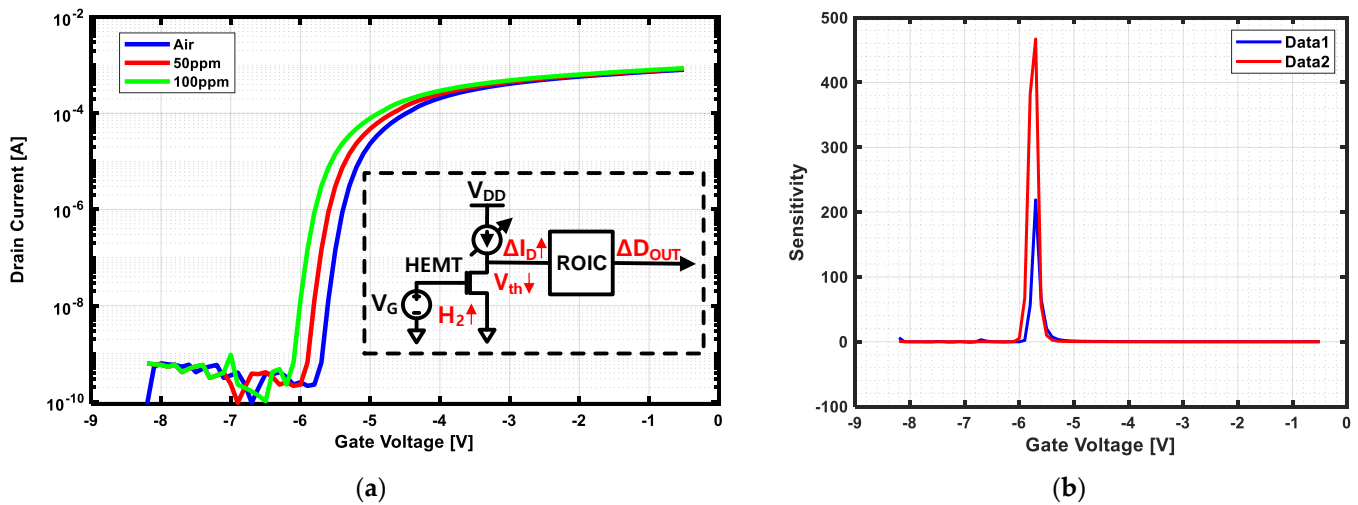 10^-2
10^-4
10^-6
10^-8
10^-10
Drain Current [A]
Air
50ppm
100ppm
V_DD
ΔI_D↑
ΔD_OUT
HEMT
ROIC
V_th↓
V_G
H_2↑
-9 -8 -7 -6 -5 -4 -3 -2 -1 0
Gate Voltage [V]
(a)
500
400
300
200
100
0
-100
Sensitivity
Data1
Data2
-9 -8 -7 -6 -5 -4 -3 -2 -1 0
Gate Voltage [V]
(b)